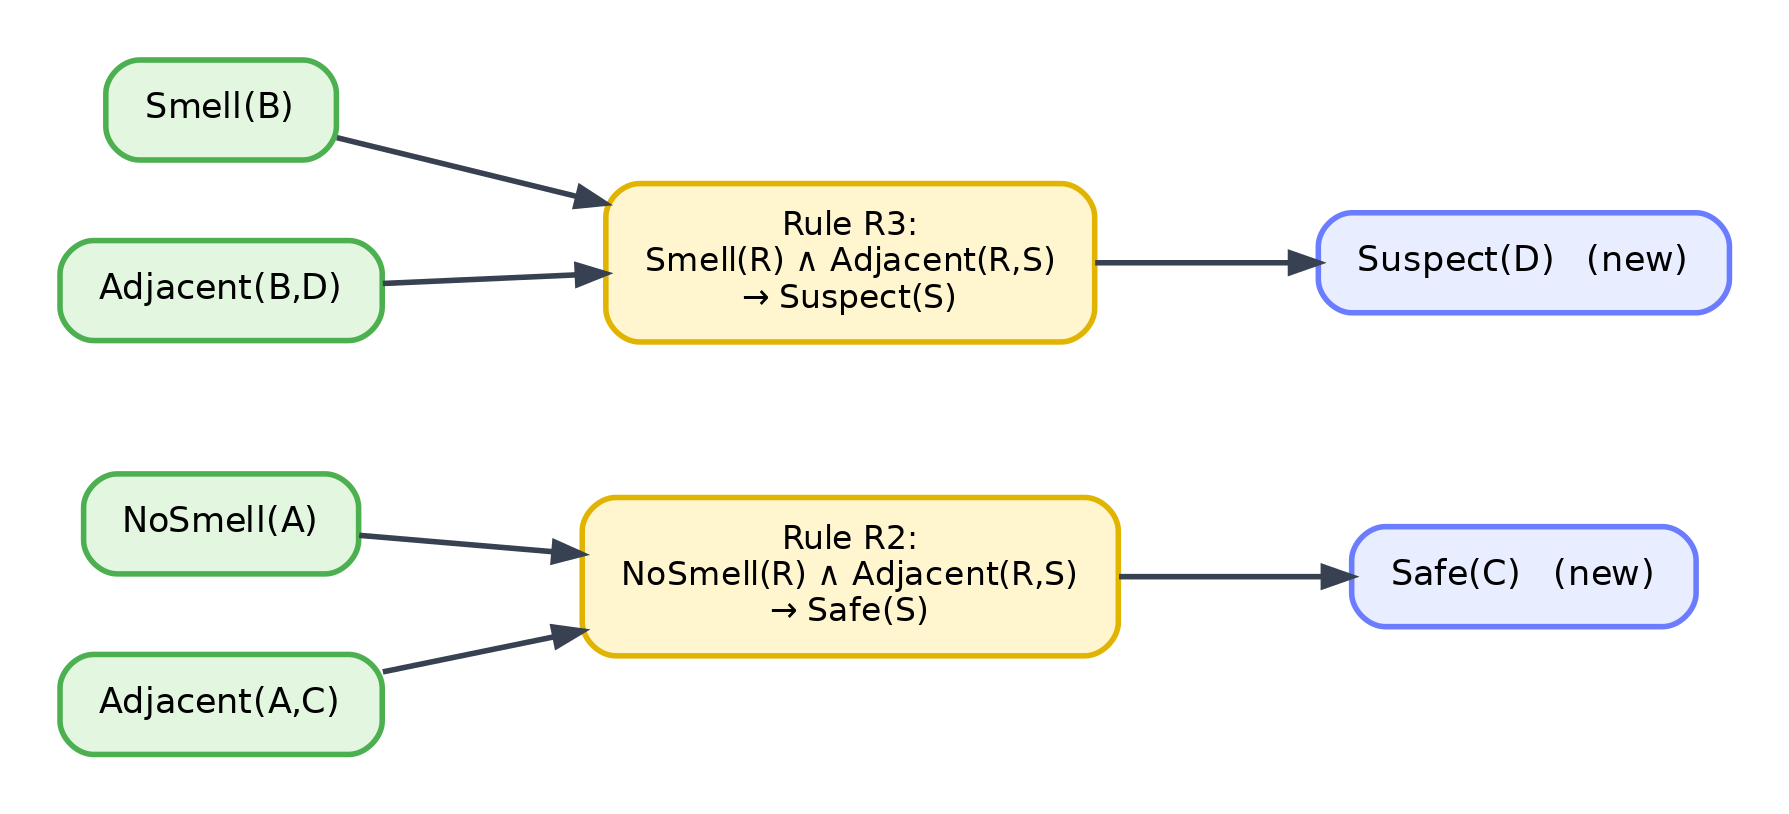 Smell(B)
Adjacent(B,D)
Rule R3:
Smell(R) ∧ Adjacent(R,S)
→ Suspect(S)
Suspect(D) (new)
NoSmell(A)
Adjacent(A,C)
Rule R2:
NoSmell(R) ∧ Adjacent(R,S)
→ Safe(S)
Safe(C) (new)